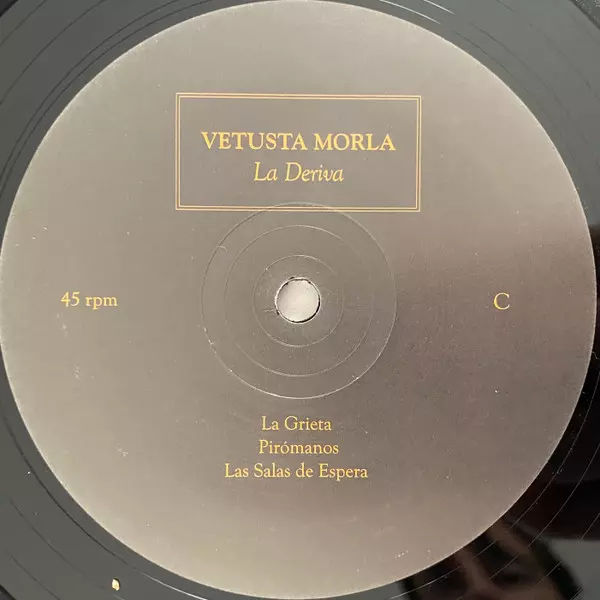 VETUSTA MORLA
La Deriva
45 rpm
C
La Grieta
Pirómanos
Las Salas de Espera